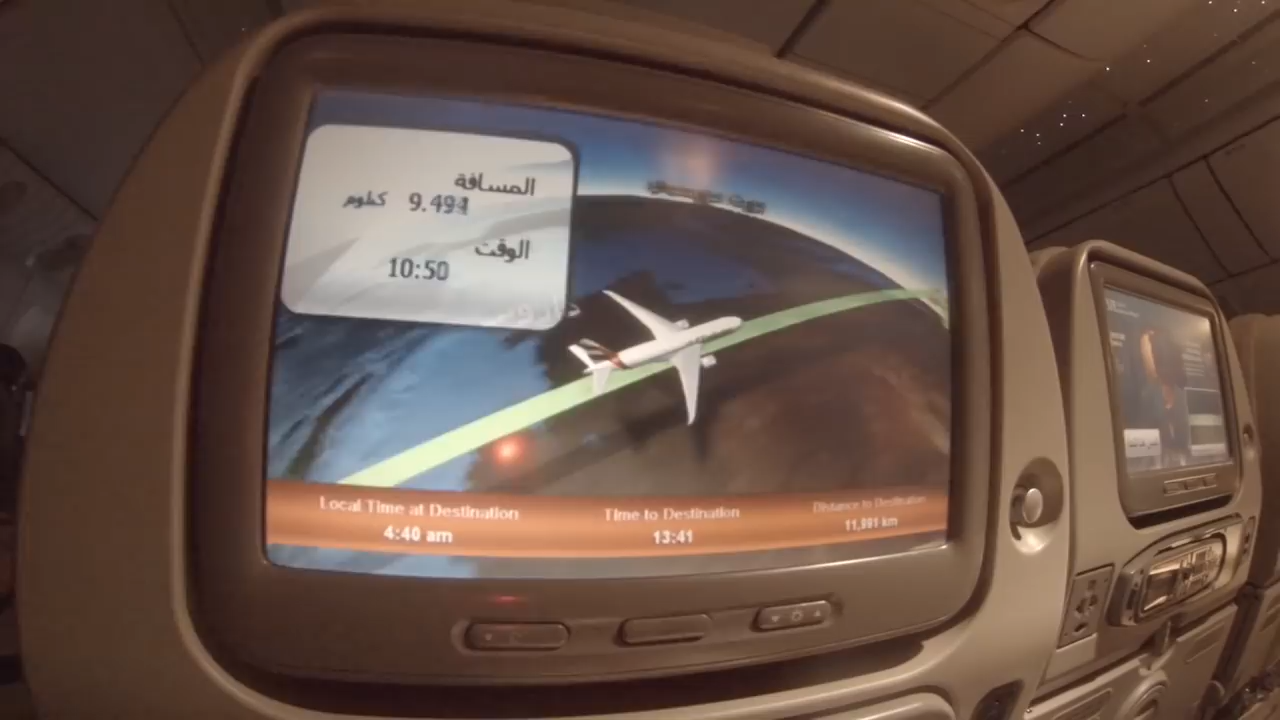 المسافة
9.494 كلوم
الوقت
10:50
Local Time at Destination
4:40 am
Time to Destination
13:41
Distance to Destination
11,991 km